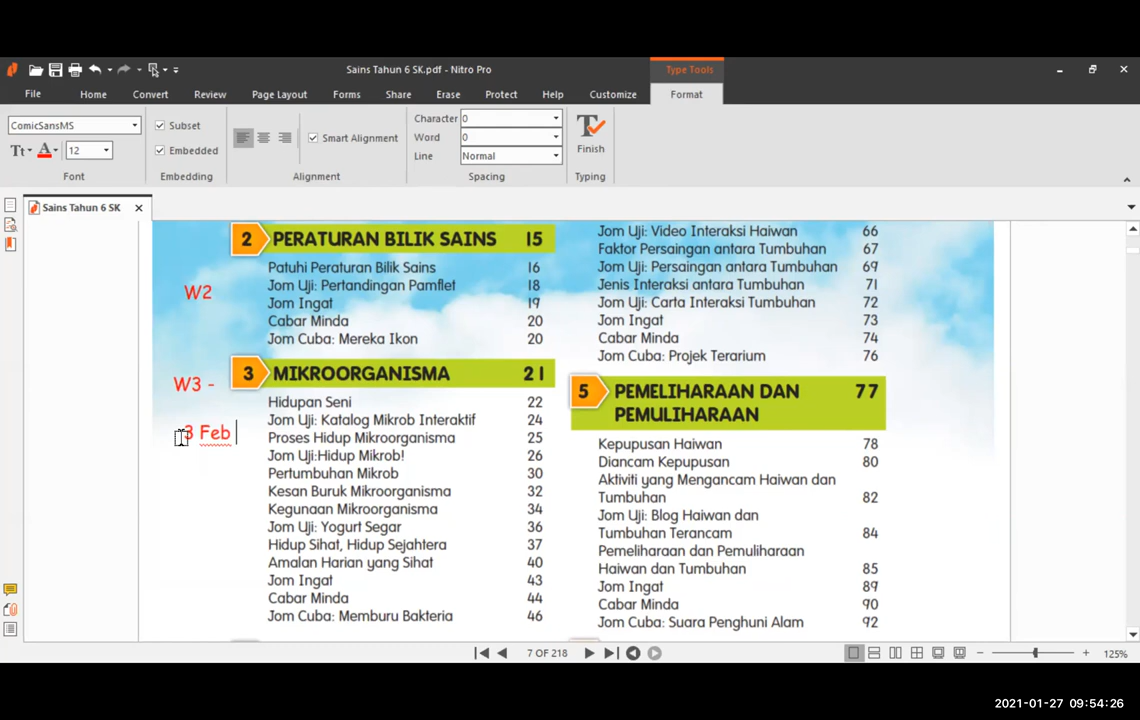 Sains Tahun 6 SK.pdf - Nitro Pro
Type Tools
File
Home
Convert
Review
Page Layout
Forms
Share
Erase
Protect
Help
Customize
Format
ComicSansMS
Subset
Smart Alignment
Character
0
Word
0
Finish
Tt
A
12
Embedded
Line
Normal
Font
Embedding
Alignment
Spacing
Typing
Sains Tahun 6 SK
2 PERATURAN BILIK SAINS 15
Patuhi Peraturan Bilik Sains 16
Jom Uji: Pertandingan Pamflet 18
Jom Ingat 19
Cabar Minda 20
Jom Cuba: Mereka Ikon 20
W2
3 MIKROORGANISMA 21
W3 -
3 Feb
Hidupan Seni 22
Jom Uji: Katalog Mikrob Interaktif 24
Proses Hidup Mikroorganisma 25
Jom Uji:Hidup Mikrob! 26
Pertumbuhan Mikrob 30
Kesan Buruk Mikroorganisma 32
Kegunaan Mikroorganisma 34
Jom Uji: Yogurt Segar 36
Hidup Sihat, Hidup Sejahtera 37
Amalan Harian yang Sihat 40
Jom Ingat 43
Cabar Minda 44
Jom Cuba: Memburu Bakteria 46
Jom Uji: Video Interaksi Haiwan 66
Faktor Persaingan antara Tumbuhan 67
Jom Uji: Persaingan antara Tumbuhan 69
Jenis Interaksi antara Tumbuhan 71
Jom Uji: Carta Interaksi Tumbuhan 72
Jom Ingat 73
Cabar Minda 74
Jom Cuba: Projek Terarium 76
5 PEMELIHARAAN DAN 77
PEMULIHARAAN
Kepupusan Haiwan 78
Diancam Kepupusan 80
Aktiviti yang Mengancam Haiwan dan
Tumbuhan 82
Jom Uji: Blog Haiwan dan
Tumbuhan Terancam 84
Pemeliharaan dan Pemuliharaan
Haiwan dan Tumbuhan 85
Jom Ingat 89
Cabar Minda 90
Jom Cuba: Suara Penghuni Alam 92
7 OF 218
125%
2021-01-27 09:54:26